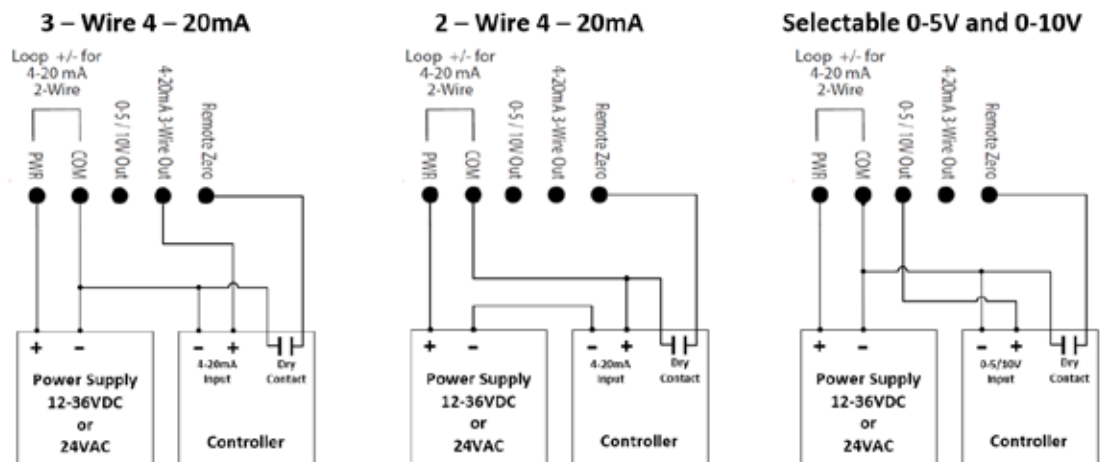 3 – Wire 4 – 20mA
Loop +/- for
4-20 mA
2-Wire
PWR
COM
0-5 / 10V Out
4-20mA 3-Wire Out
Remote Zero
+
-
-
+
4-20mA
Input
Dry
Contact
Power Supply
12-36VDC
or
24VAC
Controller
2 – Wire 4 – 20mA
Loop +/- for
4-20 mA
2-Wire
PWR
COM
0-5 / 10V Out
4-20mA 3-Wire Out
Remote Zero
+
-
-
+
4-20mA
Input
Dry
Contact
Power Supply
12-36VDC
or
24VAC
Controller
Selectable 0-5V and 0-10V
Loop +/- for
4-20 mA
2-Wire
PWR
COM
0-5 / 10V Out
4-20mA 3-Wire Out
Remote Zero
+
-
-
+
0-5/10V
Input
Dry
Contact
Power Supply
12-36VDC
or
24VAC
Controller